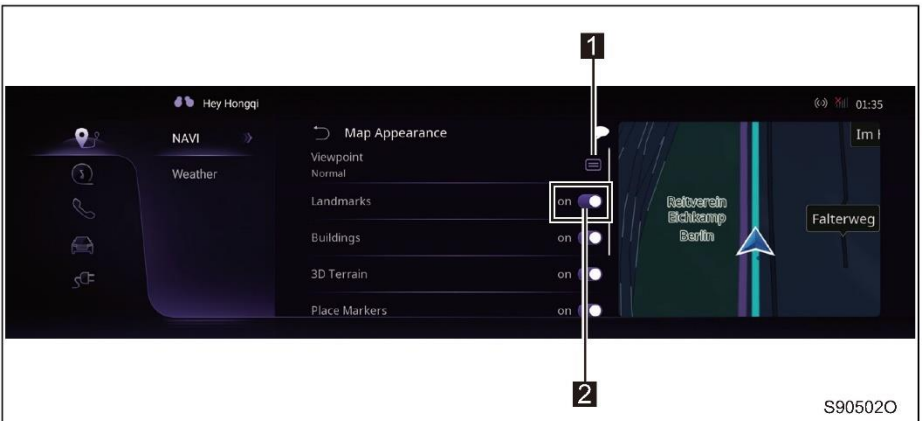 1
Hey Hongqi
01:35
NAVI
Weather
Map Appearance
Viewpoint
Normal
Landmarks on
Buildings on
3D Terrain on
Place Markers on
Reitverein
Eichkamp
Berlin
Falterweg
2
S90502O